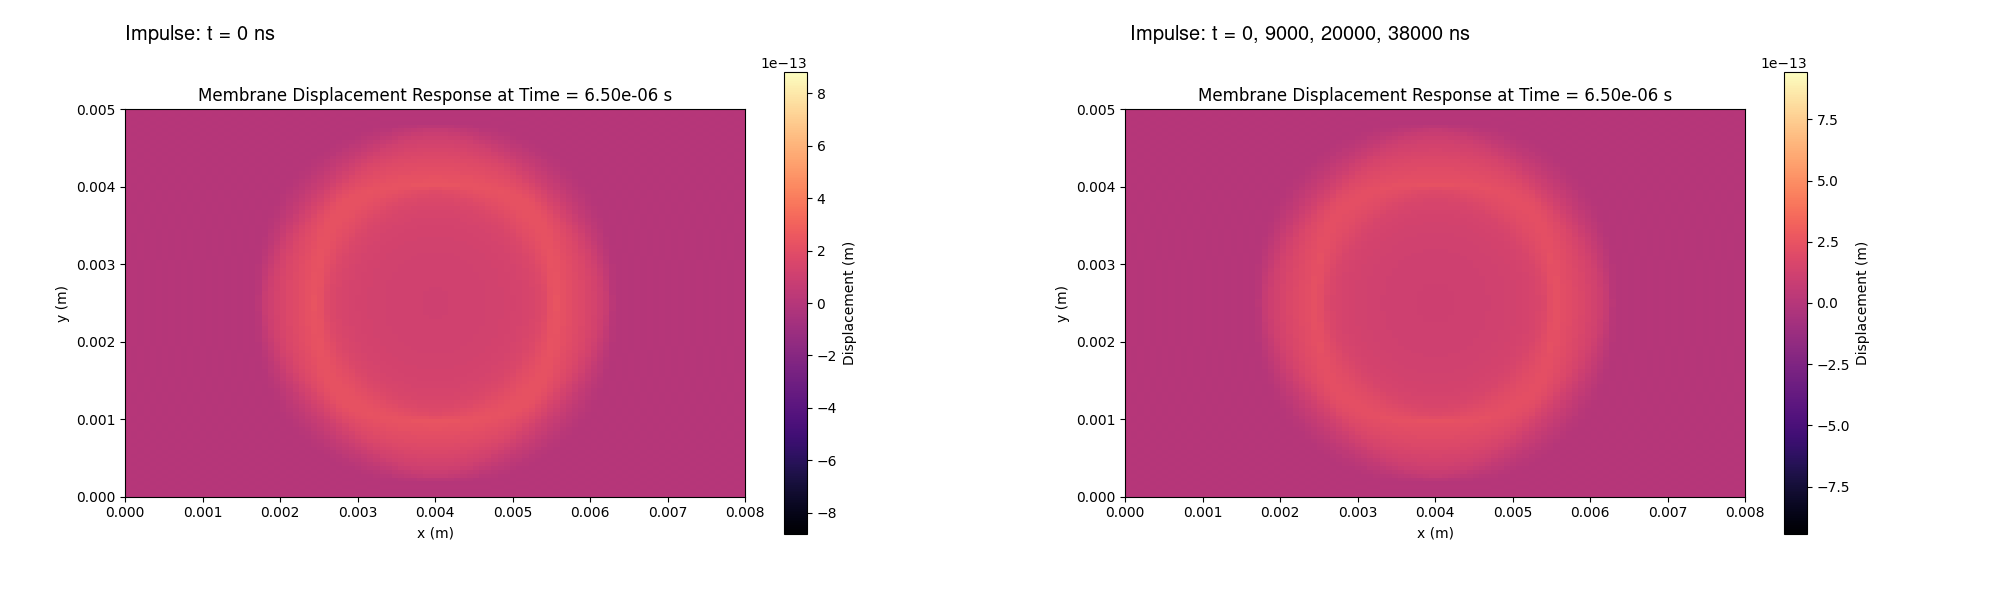 Impulse: t = 0 ns
1e−13
Membrane Displacement Response at Time = 6.50e-06 s
0.005
0.004
0.003
0.002
0.001
0.000
y (m)
0.000 0.001 0.002 0.003 0.004 0.005 0.006 0.007 0.008
x (m)
8
6
4
2
0
−2
−4
−6
−8
Displacement (m)
Impulse: t = 0, 9000, 20000, 38000 ns
1e−13
Membrane Displacement Response at Time = 6.50e-06 s
0.005
0.004
0.003
0.002
0.001
0.000
y (m)
0.000 0.001 0.002 0.003 0.004 0.005 0.006 0.007 0.008
x (m)
7.5
5.0
2.5
0.0
−2.5
−5.0
−7.5
Displacement (m)